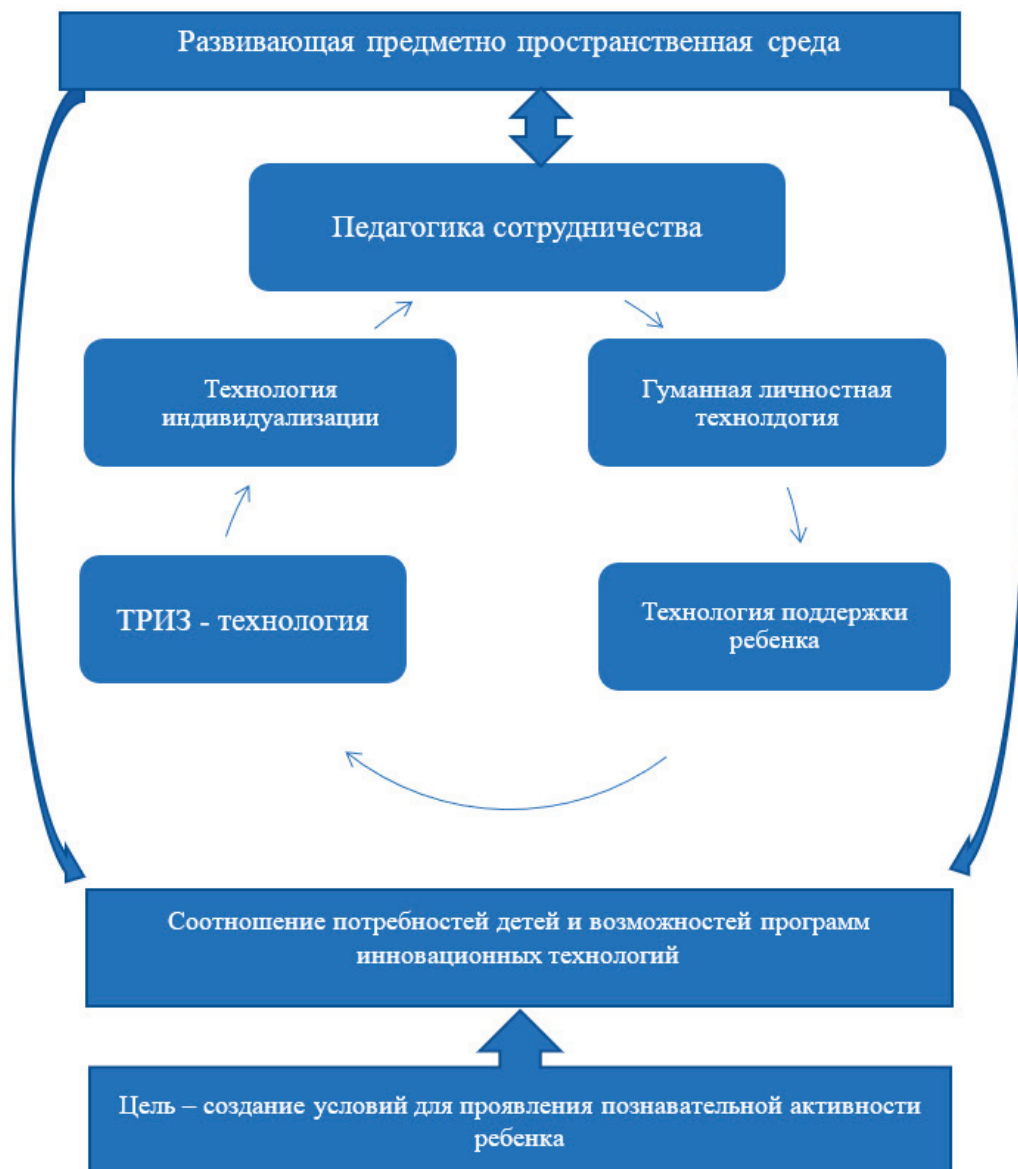 Развивающая предметно пространственная среда
Педагогика сотрудничества
Технология
индивидуализации
Гуманная личностная
технолдогия
ТРИЗ - технология
Технология поддержки
ребенка
Соотношение потребностей детей и возможностей программ
инновационных технологий
Цель – создание условий для проявления познавательной активности
ребенка